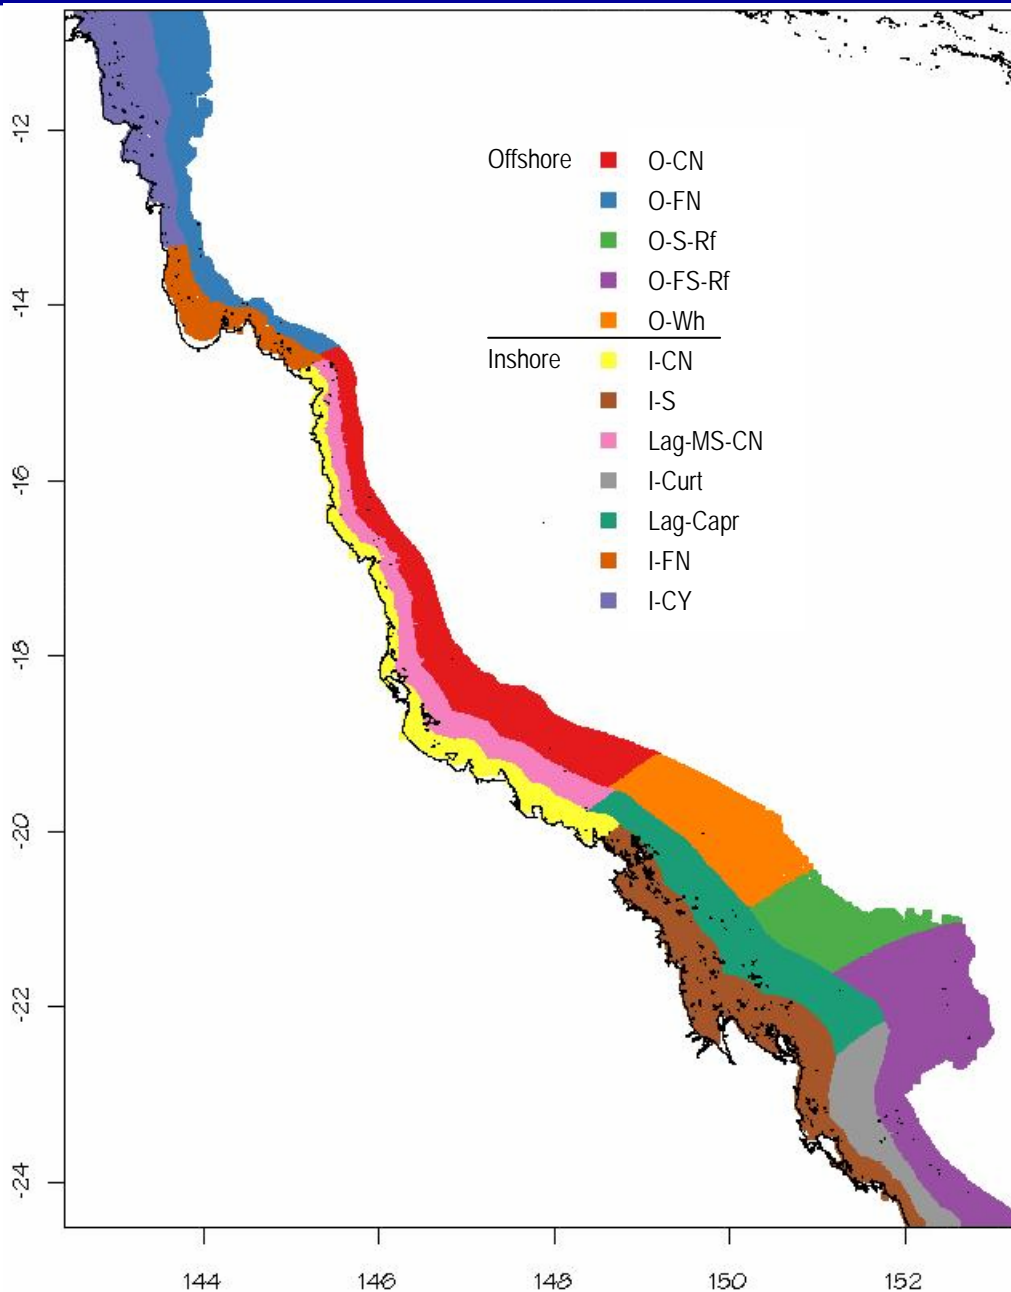 -12
-14
-16
-18
-20
-22
-24
Offshore O-CN
O-FN
O-S-Rf
O-FS-Rf
O-Wh
Inshore I-CN
I-S
Lag-MS-CN
I-Curt
Lag-Capr
I-FN
I-CY
144 146 148 150 152